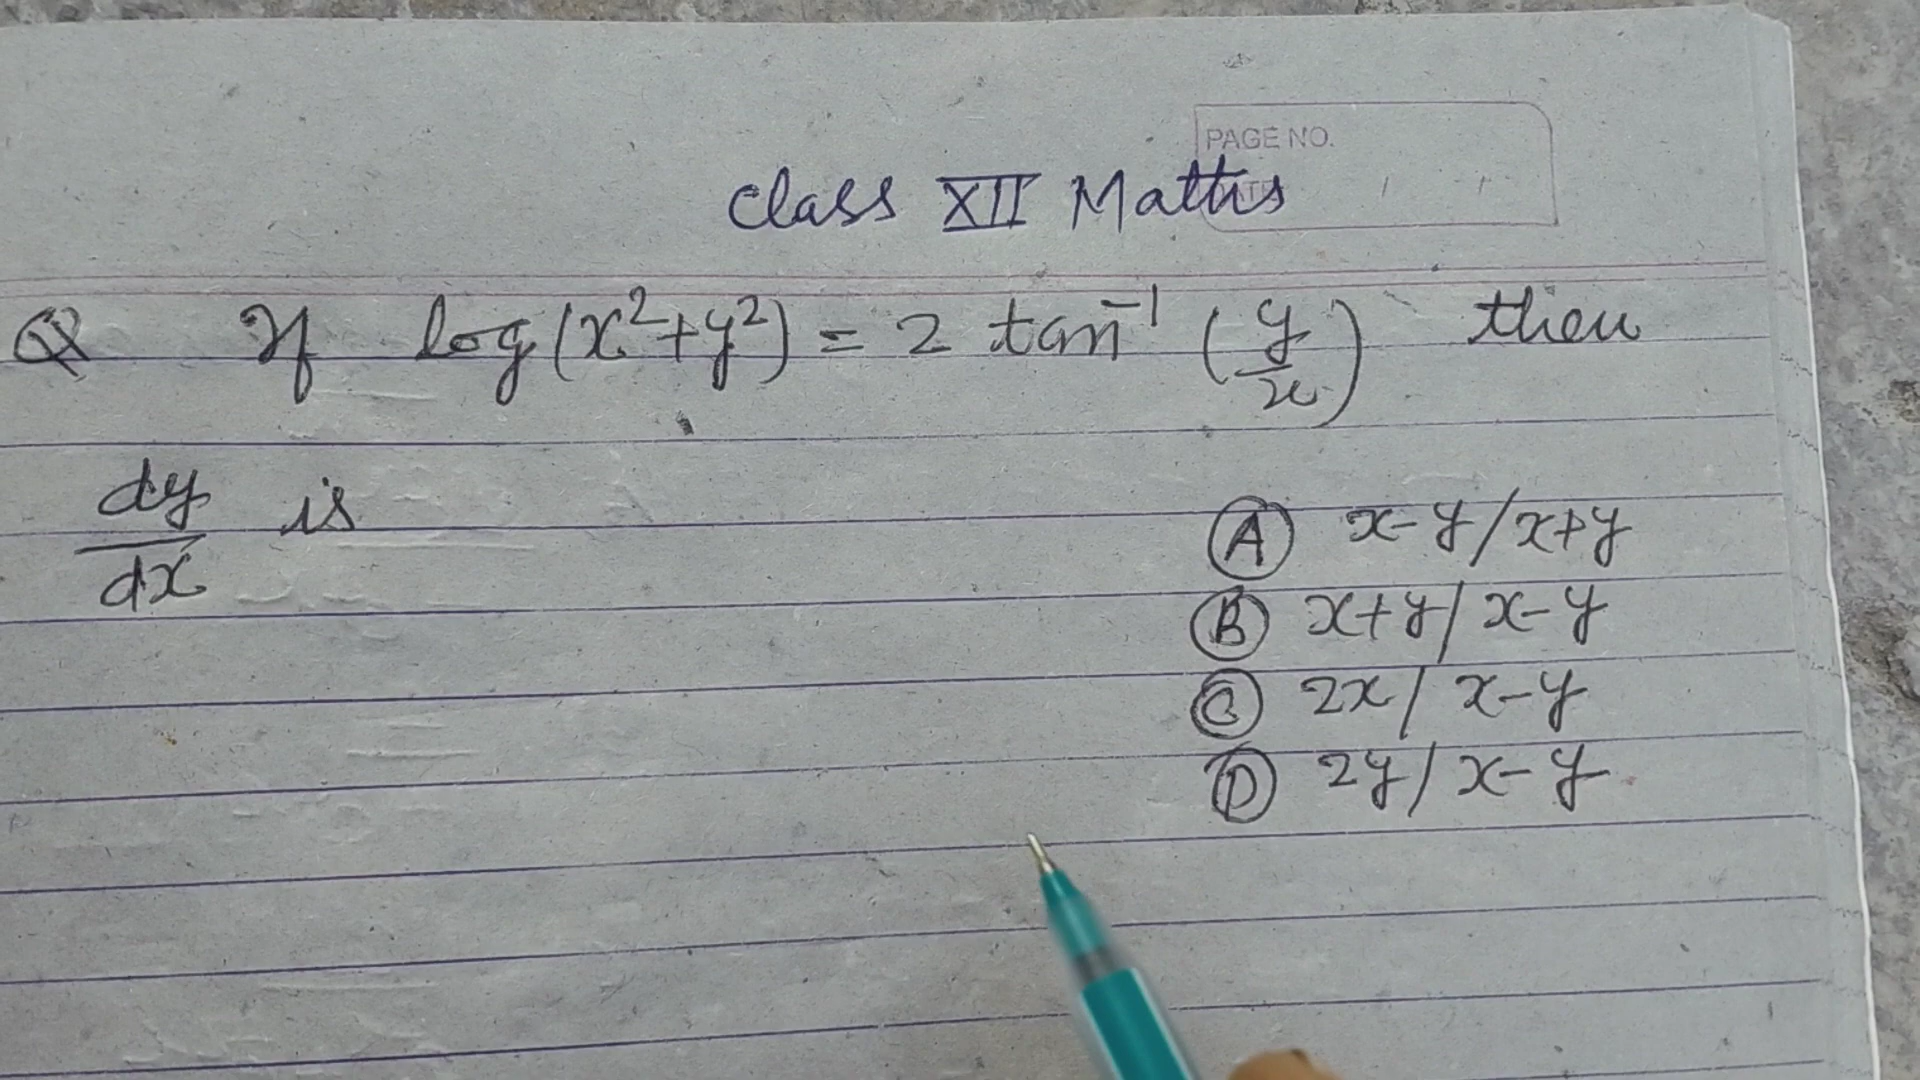 PAGE NO.
Class XII Maths
Q If log(x²+y²) = 2 tan⁻¹ (y/x) then
dy/dx is
(A) x-y/x+y
(B) x+y/x-y
(C) 2x/x-y
(D) 2y/x-y